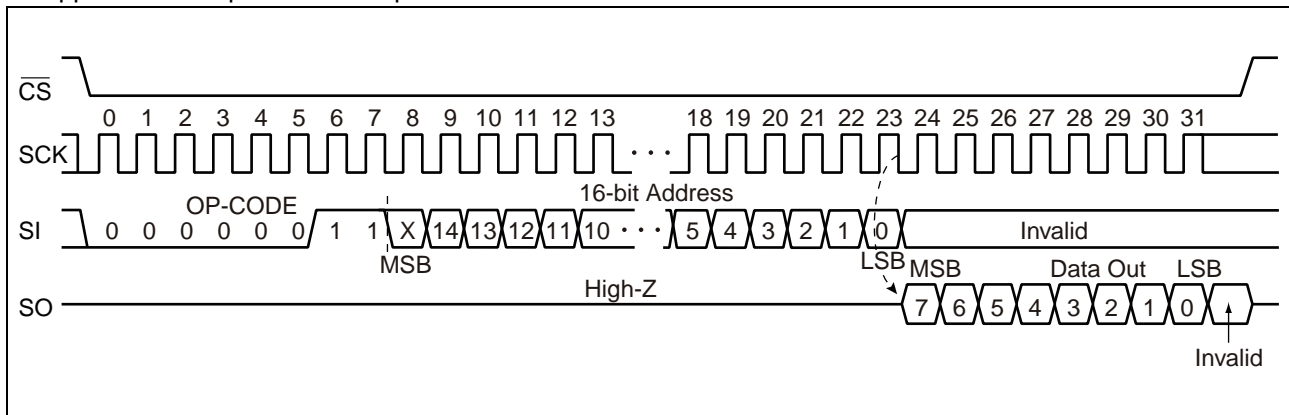 CS
0 1 2 3 4 5 6 7 8 9 10 11 12 13 18 19 20 21 22 23 24 25 26 27 28 29 30 31
SCK ···
OP-CODE 16-bit Address
SI 0 0 0 0 0 0 1 1 X 14 13 12 11 10 ··· 5 4 3 2 1 0 Invalid
MSB LSB MSB Data Out LSB
High-Z
SO 7 6 5 4 3 2 1 0
Invalid